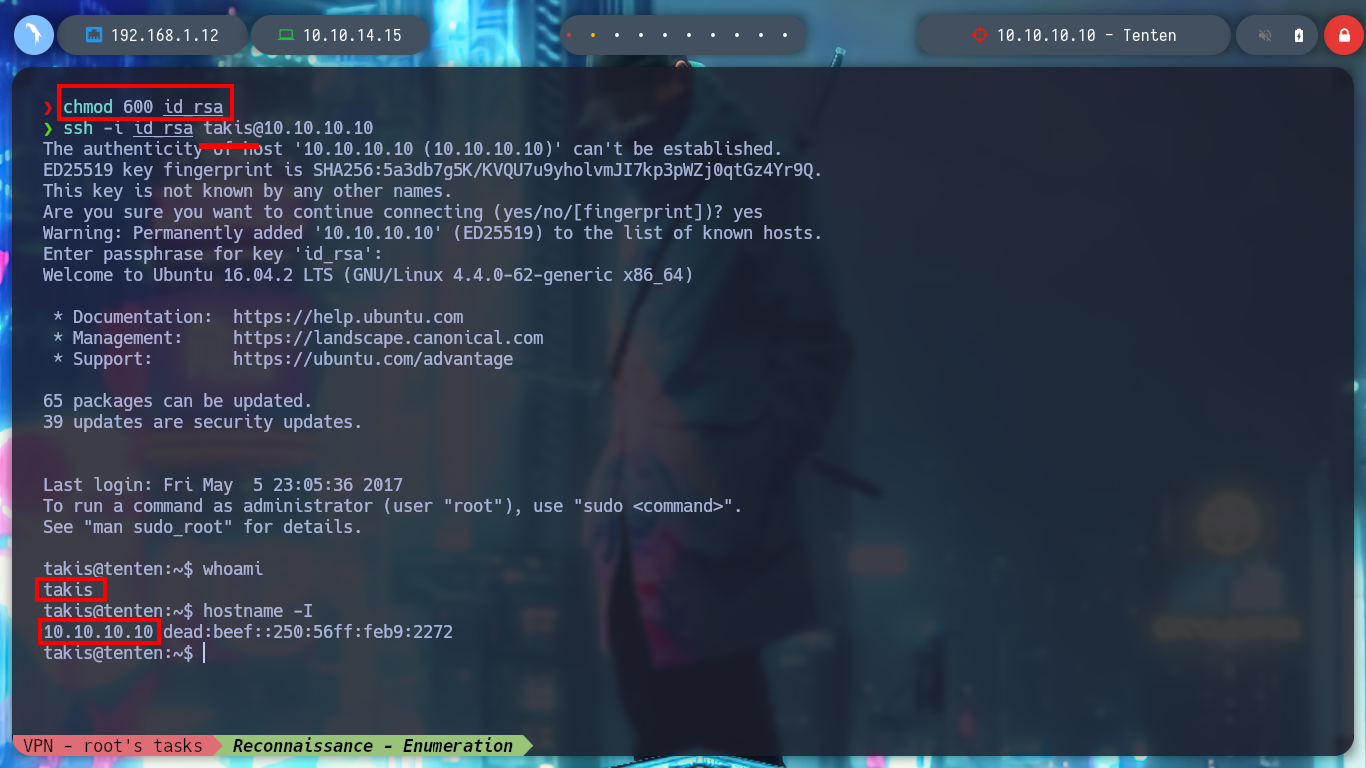 192.168.1.12
10.10.14.15
10.10.10.10 - Tenten
❯ chmod 600 id_rsa
❯ ssh -i id_rsa takis@10.10.10.10
The authenticity of host '10.10.10.10 (10.10.10.10)' can't be established.
ED25519 key fingerprint is SHA256:5a3db7g5K/KVQU7u9yholvmJI7kp3pWZj0qtGz4Yr9Q.
This key is not known by any other names.
Are you sure you want to continue connecting (yes/no/[fingerprint])? yes
Warning: Permanently added '10.10.10.10' (ED25519) to the list of known hosts.
Enter passphrase for key 'id_rsa':
Welcome to Ubuntu 16.04.2 LTS (GNU/Linux 4.4.0-62-generic x86_64)
* Documentation:  https://help.ubuntu.com
* Management:     https://landscape.canonical.com
* Support:        https://ubuntu.com/advantage
65 packages can be updated.
39 updates are security updates.
Last login: Fri May  5 23:05:36 2017
To run a command as administrator (user "root"), use "sudo <command>".
See "man sudo_root" for details.
takis@tenten:~$ whoami
takis
takis@tenten:~$ hostname -I
10.10.10.10 dead:beef::250:56ff:feb9:2272
takis@tenten:~$
VPN - root's tasks
Reconnaissance - Enumeration